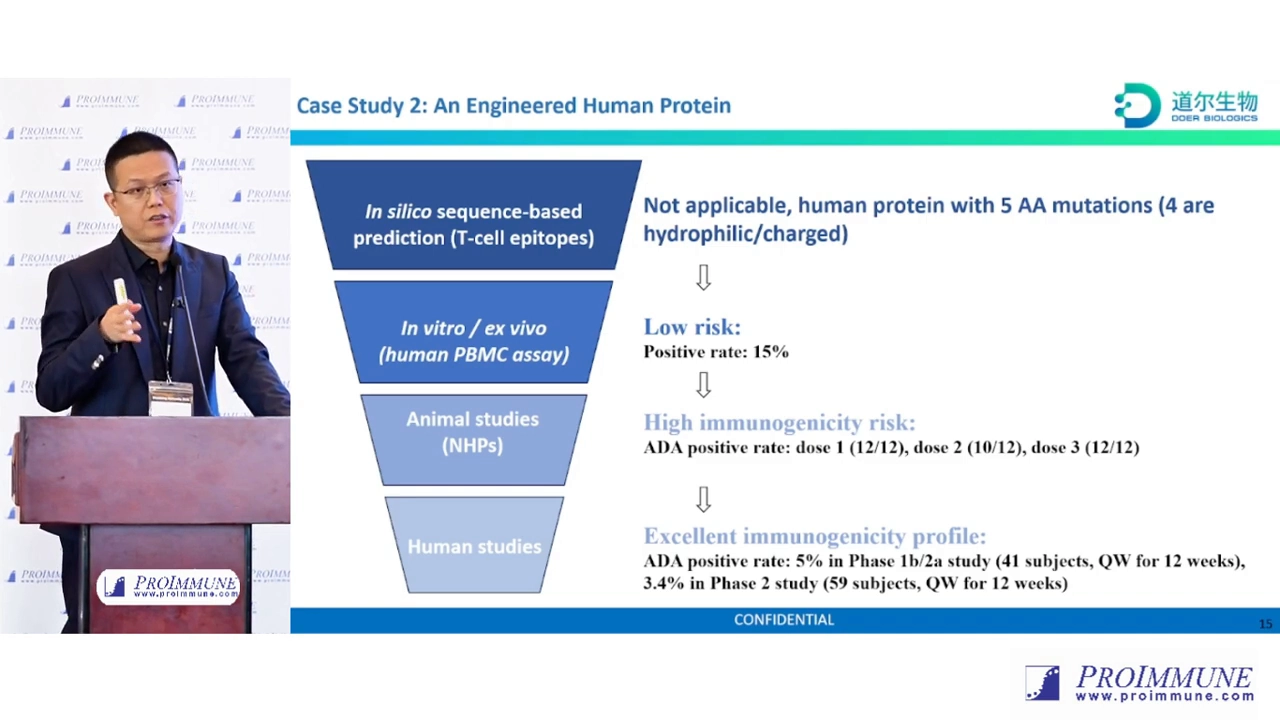 Case Study 2: An Engineered Human Protein
道尔生物
DOER BIOLOGICS
PROIMMUNE
www.proimmune.com
In silico sequence-based
prediction (T-cell epitopes)
Not applicable, human protein with 5 AA mutations (4 are
hydrophilic/charged)
In vitro / ex vivo
(human PBMC assay)
Low risk:
Positive rate: 15%
Animal studies
(NHPs)
High immunogenicity risk:
ADA positive rate: dose 1 (12/12), dose 2 (10/12), dose 3 (12/12)
Human studies
Excellent immunogenicity profile:
ADA positive rate: 5% in Phase 1b/2a study (41 subjects, QW for 12 weeks),
3.4% in Phase 2 study (59 subjects, QW for 12 weeks)
PROIMMUNE
www.proimmune.com
CONFIDENTIAL
15
PROIMMUNE
www.proimmune.com